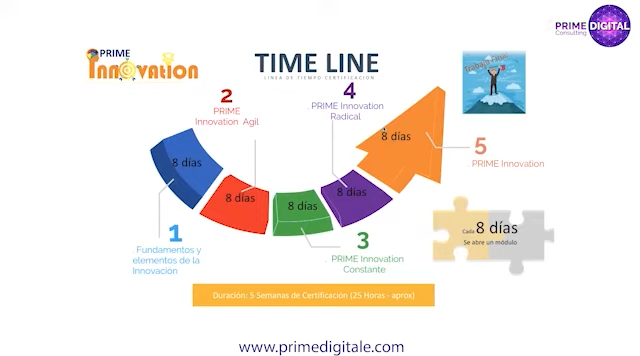 PRIME
Innovation
TIME LINE
LINEA DE TIEMPO CERTIFICACION
PRIME DIGITAL
Consulting
Trabajo Final
2
PRIME
Innovation Agil
4
. PRIME Innovation
Radical
8 días
8 días
8 días
8 días
8 días
5
PRIME Innovation
1
Fundamentos y
elementos de la
Innovación
3
. PRIME Innovation
Constante
Cada 8 días
Se abre un módulo
Duración: 5 Semanas de Certificación (25 Horas - aprox)
www.primedigitale.com